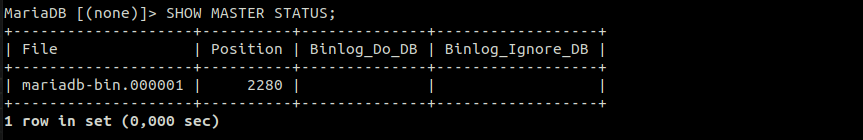 MariaDB [(none)]> SHOW MASTER STATUS;
+--------------------+----------+--------------+------------------+
| File               | Position | Binlog_Do_DB | Binlog_Ignore_DB |
+--------------------+----------+--------------+------------------+
| mariadb-bin.000001 |     2280 |              |                  |
+--------------------+----------+--------------+------------------+
1 row in set (0,000 sec)